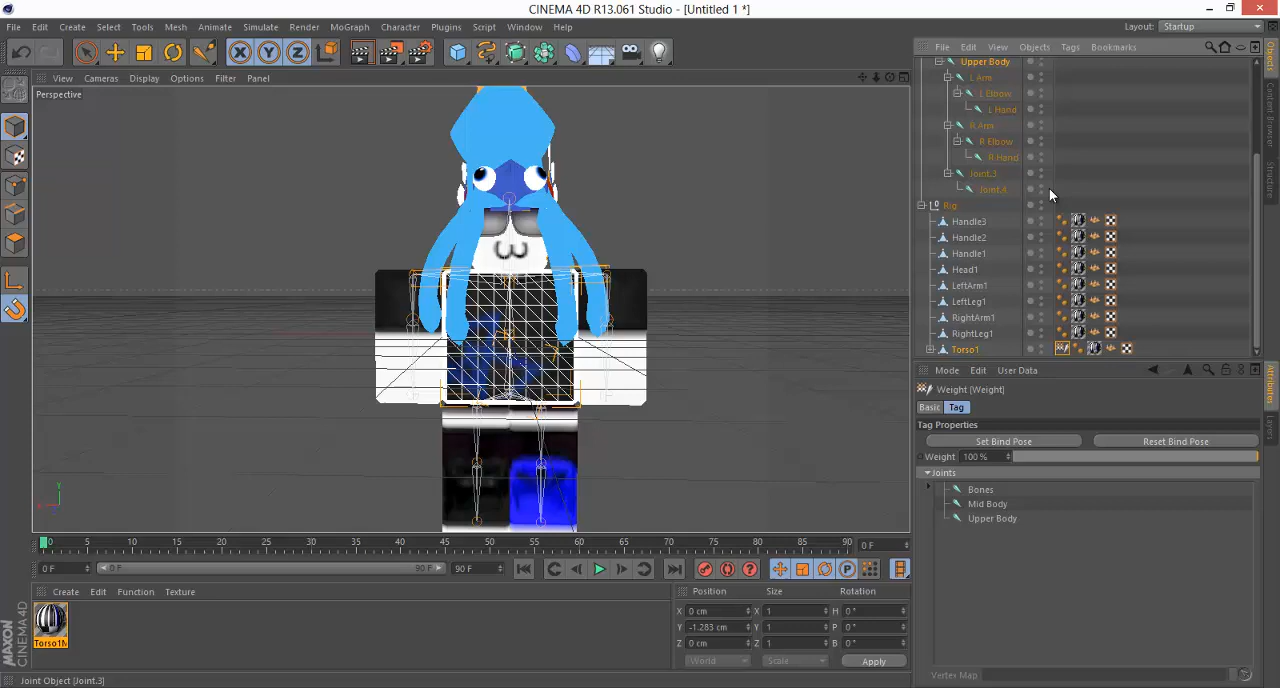 CINEMA 4D R13.061 Studio - [Untitled 1 *]
File Edit Create Select Tools Mesh Animate Simulate Render MoGraph Character Plugins Script Window Help
Layout: Startup
X Y Z
View Cameras Display Options Filter Panel
Perspective
Y
File Edit View Objects Tags Bookmarks
Upper Body
L Arm
L Elbow
L Hand
R Arm
R Elbow
R Hand
Joint.3
Joint.4
Rig
Handle3
Handle2
Handle1
Head1
LeftArm1
LeftLeg1
RightArm1
RightLeg1
Torso1
Objects
Content Browser
Structure
Mode Edit User Data
Weight [Weight]
Basic Tag
Tag Properties
Set Bind Pose Reset Bind Pose
Weight 100 %
Joints
Bones
Mid Body
Upper Body
Vertex Map
Attributes
Layers
0 5 10 15 20 25 30 35 40 45 50 55 60 65 70 75 80 85 90 0 F
0 F 0 F 90 F 90 F
Create Edit Function Texture
Torso1M
Position Size Rotation
X 0 cm X 1 H 0 °
Y -1.283 cm Y 1 P 0 °
Z 0 cm Z 1 B 0 °
World Scale Apply
MAXON
CINEMA 4D
Joint Object [Joint.3]